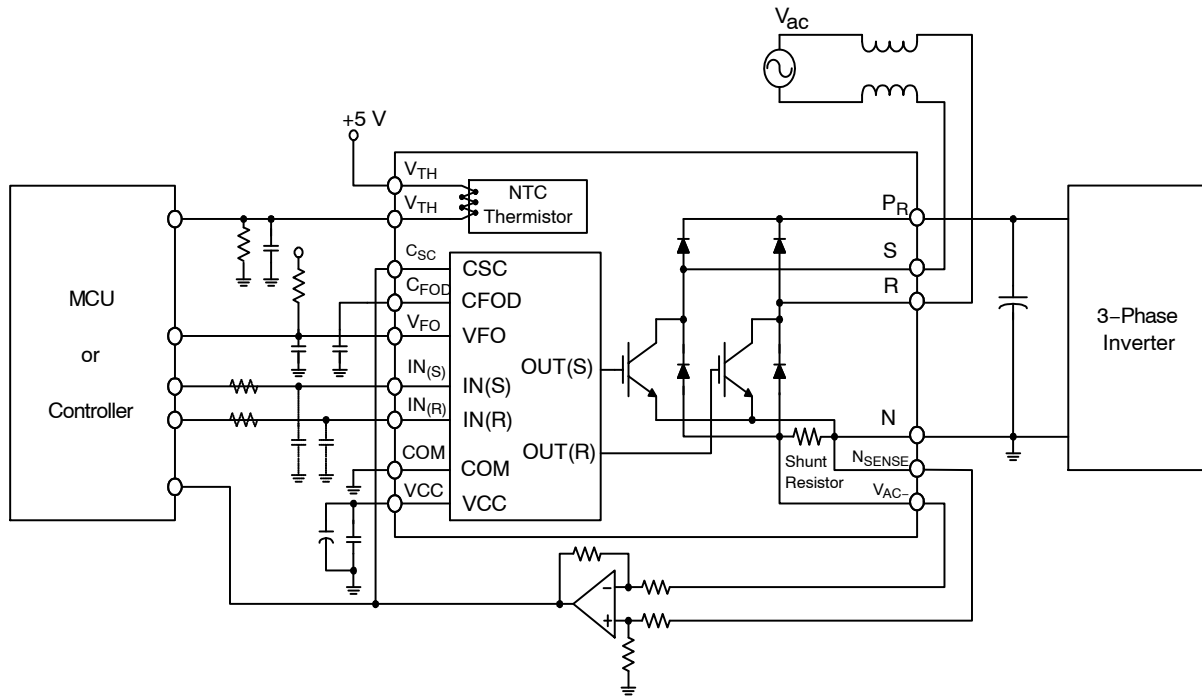 Vac
+5 V
VTH
NTC
Thermistor
VTH
PR
CSC
CSC
S
MCU
CFOD
CFOD
R
or
VFO
VFO
3−Phase
Inverter
Controller
IN(S)
IN(S)
OUT(S)
IN(R)
IN(R)
N
COM
COM
OUT(R)
Shunt
Resistor
NSENSE
VCC
VCC
VAC−
−
+